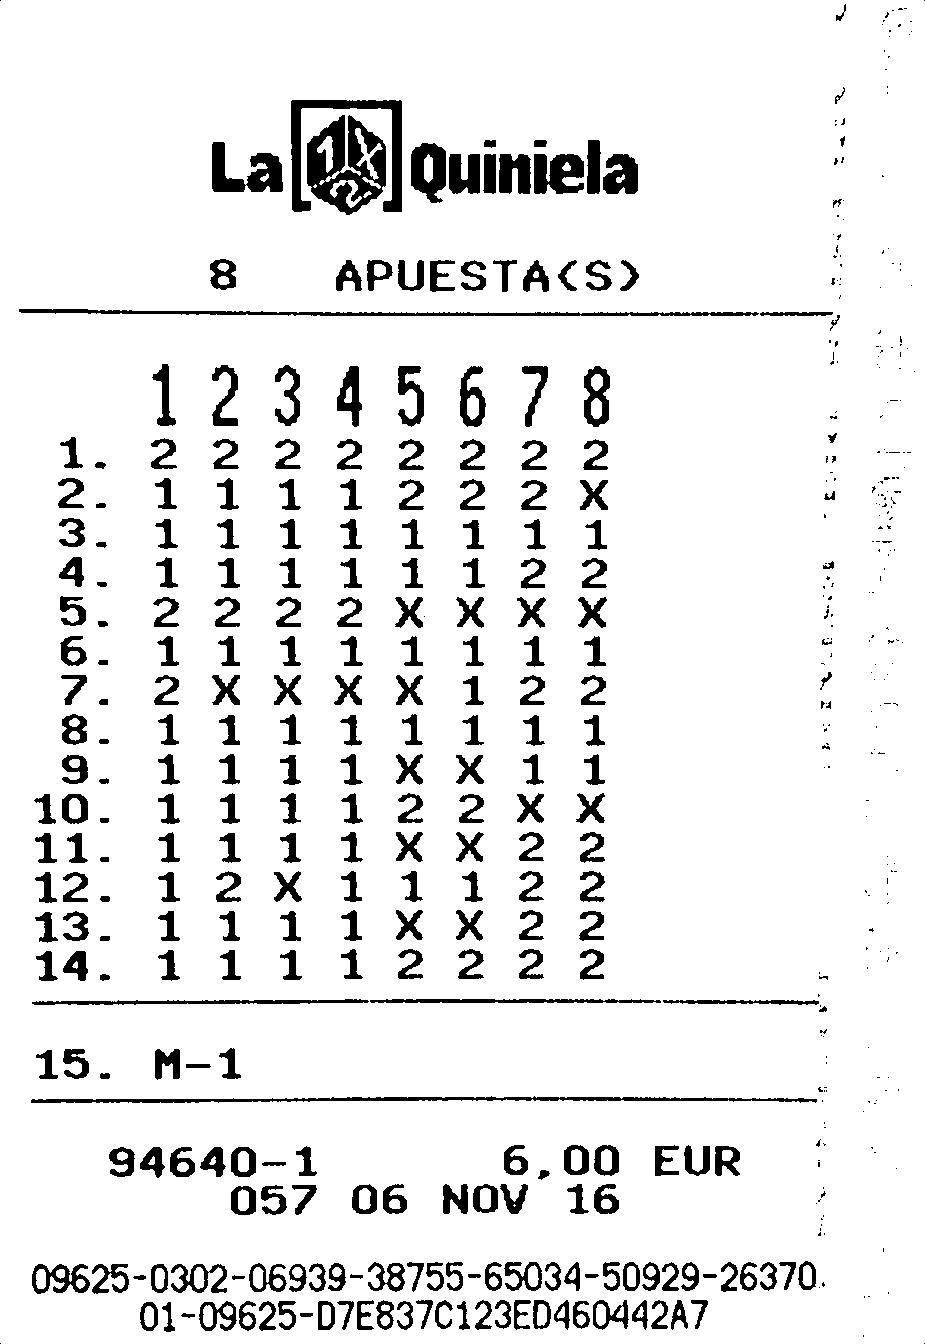 La 1X2 Quiniela
8 APUESTA(S)
1 2 3 4 5 6 7 8
1. 2 2 2 2 2 2 2 2
2. 1 1 1 1 2 2 2 X
3. 1 1 1 1 1 1 1 1
4. 1 1 1 1 1 1 2 2
5. 2 2 2 2 X X X X
6. 1 1 1 1 1 1 1 1
7. 2 X X X X 1 2 2
8. 1 1 1 1 1 1 1 1
9. 1 1 1 1 X X 1 1
10. 1 1 1 1 2 2 X X
11. 1 1 1 1 X X 2 2
12. 1 2 X 1 1 1 2 2
13. 1 1 1 1 X X 2 2
14. 1 1 1 1 2 2 2 2
15. M-1
94640-1 6,00 EUR
057 06 NOV 16
09625-0302-06939-38755-65034-50929-26370.
01-09625-D7E837C123ED460442A7